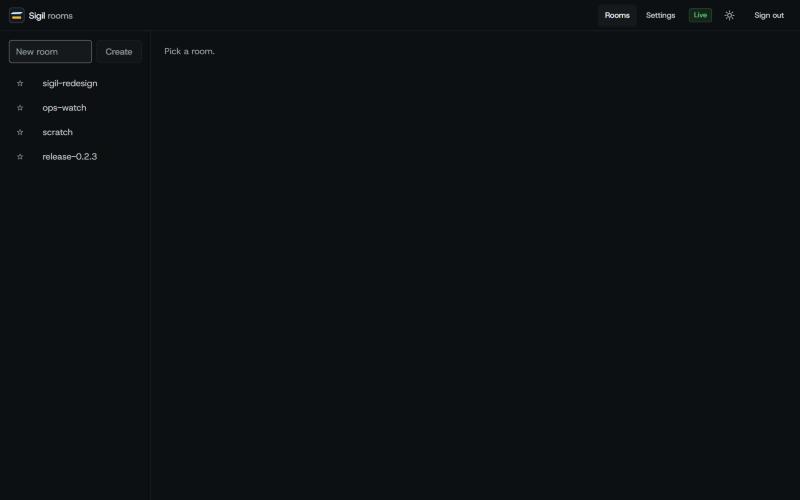 Sigil rooms
Rooms Settings Live Sign out
New room Create
Pick a room.
sigil-redesign
ops-watch
scratch
release-0.2.3